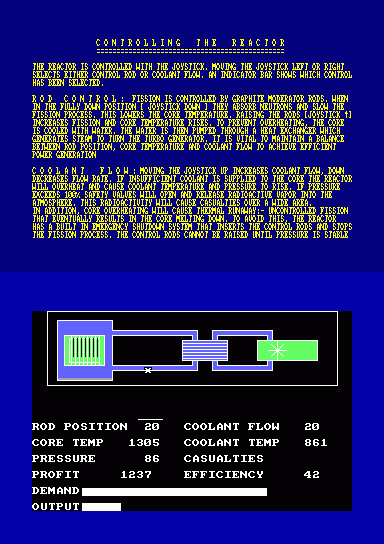 CONTROLLING THE REACTOR
THE REACTOR IS CONTROLLED WITH THE JOYSTICK. MOVING THE JOYSTICK LEFT OR RIGHT
SELECTS EITHER CONTROL ROD OR COOLANT FLOW. AN INDICATOR BAR SHOWS WHICH CONTROL
HAS BEEN SELECTED.
ROD CONTROL: FISSION IS CONTROLLED BY GRAPHITE MODERATOR RODS. WHEN
IN THE FULLY DOWN POSITION [ JOYSTICK DOWN ] THEY ABSORB NEUTRONS AND SLOW THE
FISSION PROCESS. THIS LOWERS THE CORE TEMPERATURE. RAISING THE RODS [JOYSTICK ↑]
INCREASES FISSION AND CORE TEMPERATURE RISES. TO PREVENT OVERHEATING, THE CORE
IS COOLED WITH WATER. THE WATER IS THEN PUMPED THROUGH A HEAT EXCHANGER WHICH
GENERATES STEAM TO TURN THE TURBO GENERATOR. IT IS VITAL TO MAINTAIN A BALANCE
BETWEEN ROD POSITION, CORE TEMPERATURE AND COOLANT FLOW TO ACHIEVE EFFICIENT
POWER GENERATION
COOLANT FLOW: MOVING THE JOYSTICK UP INCREASES COOLANT FLOW, DOWN
DECREASES FLOW RATE. IF INSUFFICIENT COOLANT IS SUPPLIED TO THE CORE THE REACTOR
WILL OVERHEAT AND CAUSE COOLANT TEMPERATURE AND PRESSURE TO RISE. IF PRESSURE
EXCEEDS 100% SAFETY VALVES WILL OPEN AND RELEASE RADIOACTIVE VAPOR INTO THE
ATMOSPHERE. THIS RADIOACTIVITY WILL CAUSE CASUALTIES OVER A WIDE AREA.
IN ADDITION, CORE OVERHEATING WILL CAUSE THERMAL RUNAWAY:- UNCONTROLLED FISSION
THAT EVENTUALLY RESULTS IN THE CORE MELTING DOWN. TO AVOID THIS, THE REACTOR
HAS A BUILT IN EMERGENCY SHUTDOWN SYSTEM THAT INSERTS THE CONTROL RODS AND STOPS
THE FISSION PROCESS. THE CONTROL RODS CANNOT BE RAISED UNTIL PRESSURE IS STABLE
ROD POSITION 20 COOLANT FLOW 20
CORE TEMP 1305 COOLANT TEMP 861
PRESSURE 86 CASUALTIES
PROFIT 1237 EFFICIENCY 42
DEMAND
OUTPUT